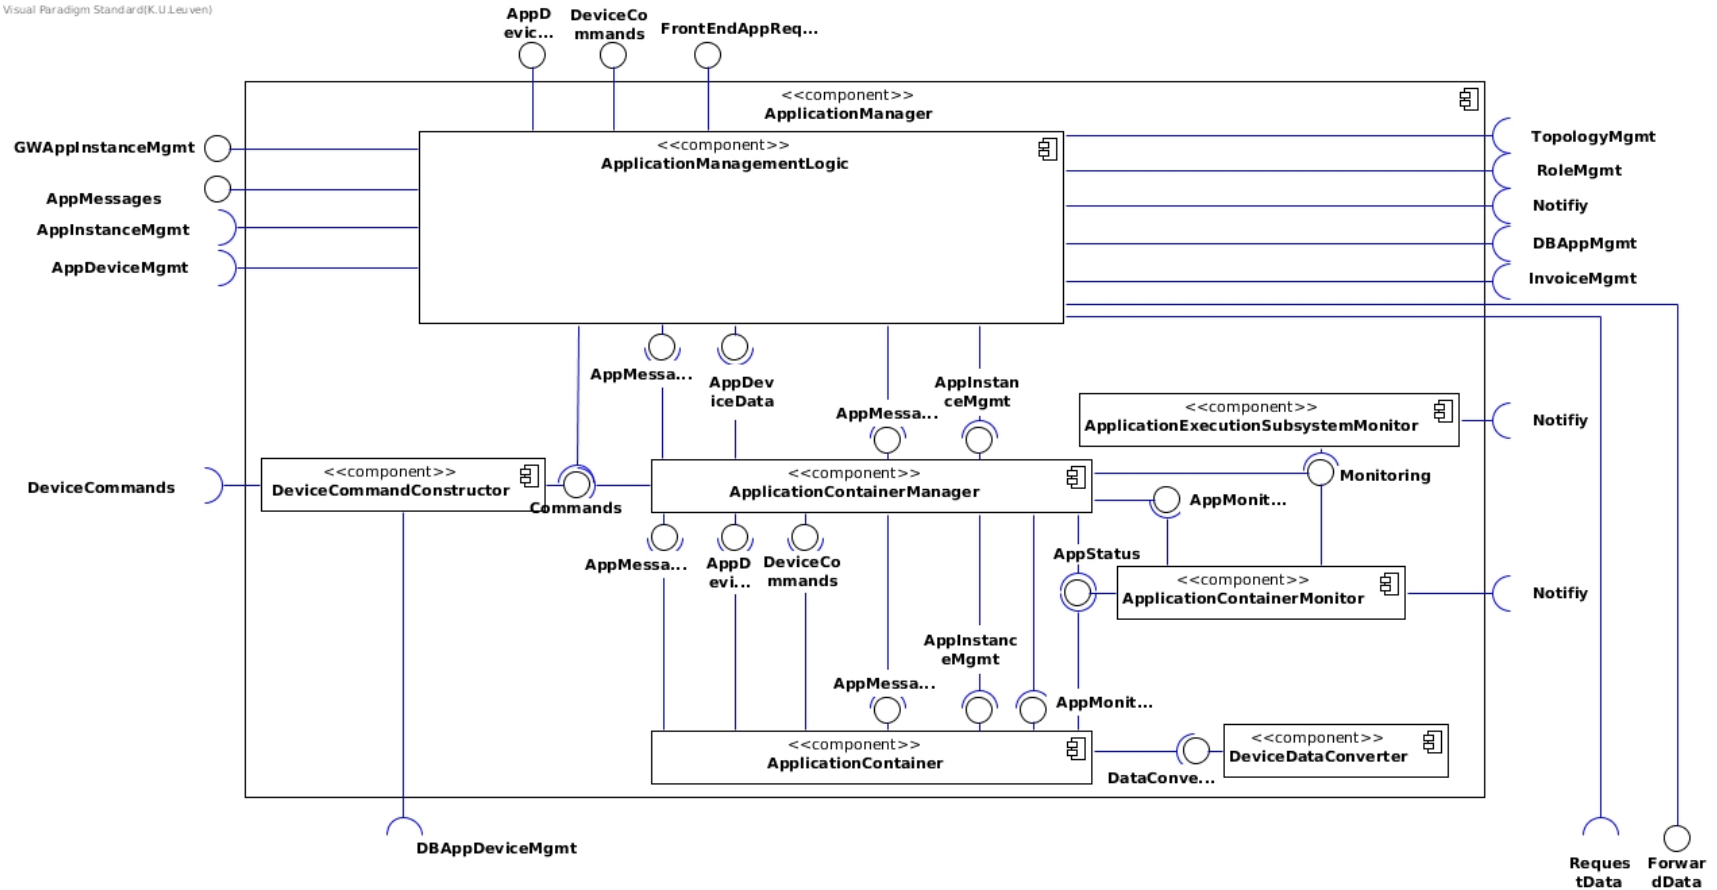 Visual Paradigm Standard(K.U.Leuven)
AppD
evic...
DeviceCo
mmands
FrontEndAppReq...
<<component>>
ApplicationManager
GWAppInstanceMgmt
AppMessages
AppInstanceMgmt
AppDeviceMgmt
<<component>>
ApplicationManagementLogic
TopologyMgmt
RoleMgmt
Notifiy
DBAppMgmt
InvoiceMgmt
AppMessa...
AppDev
iceData
AppMessa...
AppInstan
ceMgmt
<<component>>
ApplicationExecutionSubsystemMonitor
Notifiy
DeviceCommands
<<component>>
DeviceCommandConstructor
Commands
<<component>>
ApplicationContainerManager
Monitoring
AppMonit...
AppMessa...
AppD
evi...
DeviceCo
mmands
AppStatus
<<component>>
ApplicationContainerMonitor
Notifiy
AppInstanc
eMgmt
AppMessa...
AppMonit...
<<component>>
ApplicationContainer
DataConve...
<<component>>
DeviceDataConverter
DBAppDeviceMgmt
Reques
tData
Forwar
dData